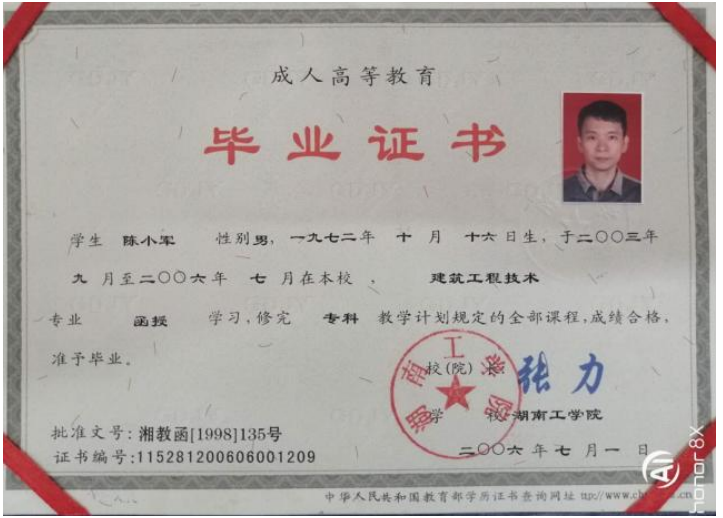 成人高等教育
毕业证书
学生 陈小军 性别男,一九七二年 十 月 十六日生,于二〇〇三年
九 月至二〇〇六年 七 月在本校 , 建筑工程技术
专业 函授 学习,修完 专科 教学计划规定的全部课程,成绩合格,
准予毕业。
校(院) 长: 张力
学 校:湖南工学院
湖南工学院
批准文号:湘教函[1998]135号
二〇〇六 年 七 月 一 日
证书编号:115281200606001209
中华人民共和国教育部学历证书查询网址
AI
honor 8X